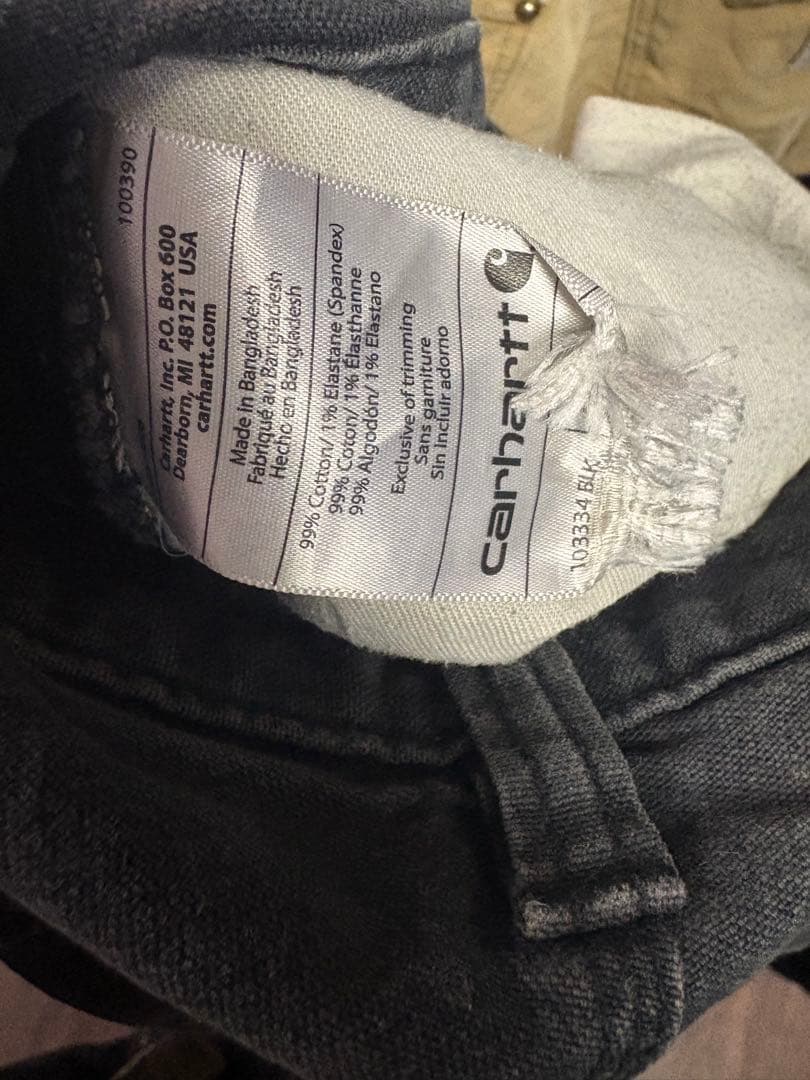 100390
Carhartt, Inc. P.O. Box 600
Dearborn, MI 48121 USA
carhartt.com
Made in Bangladesh
Fabriqué au Bangladesh
Hecho en Bangladesh
99% Cotton/ 1% Elastane (Spandex)
99% Coton/ 1% Élasthanne
99% Algodón/ 1% Elastano
Exclusive of trimming
Sans garniture
Sin incluir adorno
carhartt
103334 BLK